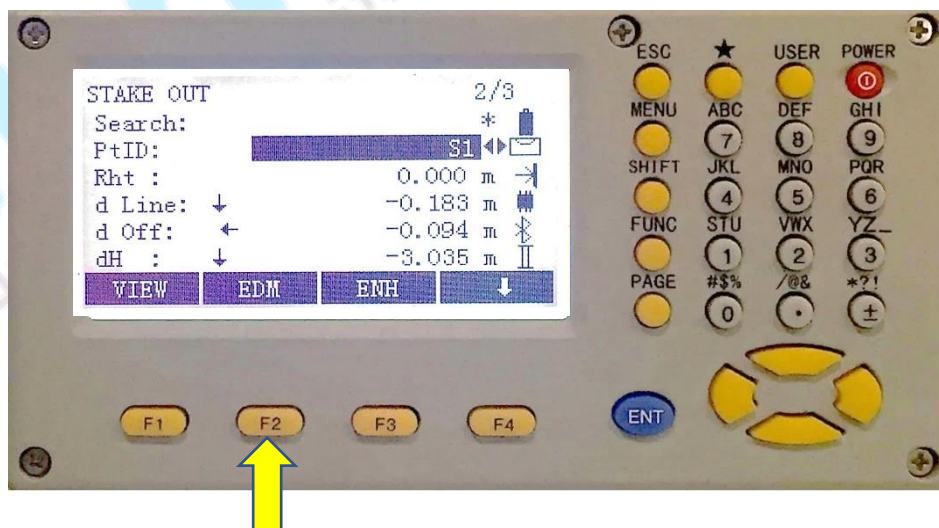 STAKE OUT 2/3
Search: *
PtID: S1
Rht : 0.000 m
d Line: ↓ -0.183 m
d Off: ← -0.094 m
dH : ↓ -3.035 m
VIEW EDM ENH ↓
F1 F2 F3 F4
ESC ★ USER POWER
MENU ABC DEF GHI
7 8 9
SHIFT JKL MNO PQR
4 5 6
FUNC STU VWX YZ_
1 2 3
PAGE #$% /@& *?!
0 • ±
ENT